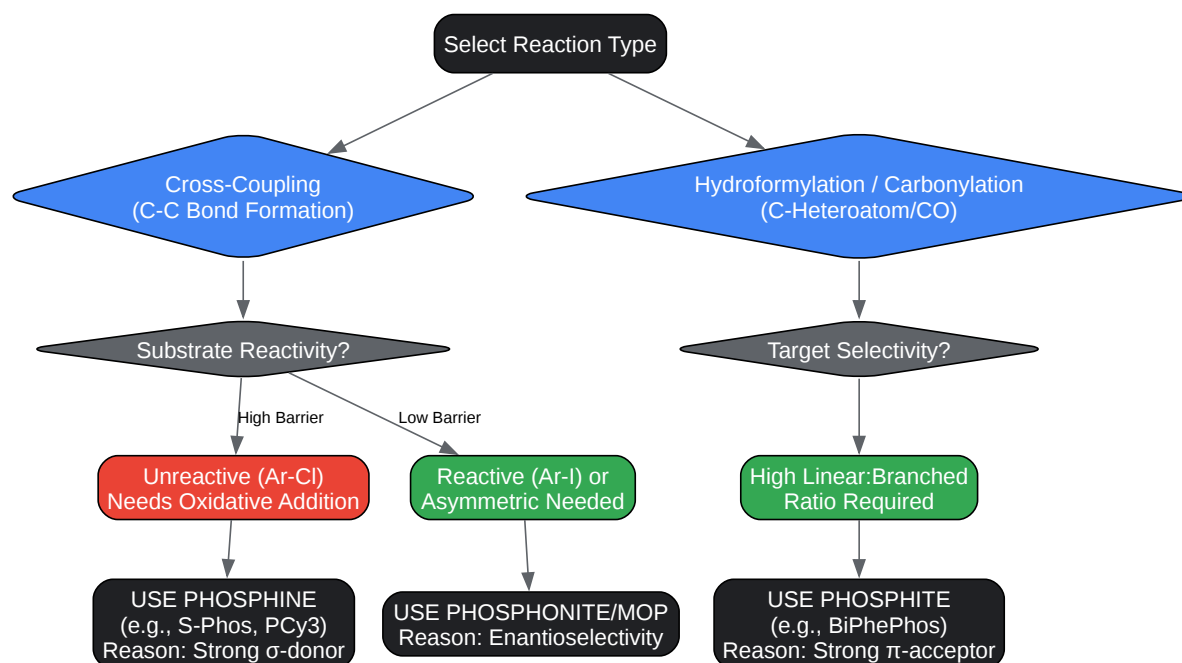 Select Reaction Type
Cross-Coupling
(C-C Bond Formation)
Hydroformylation / Carbonylation
(C-Heteroatom/CO)
Substrate Reactivity?
Target Selectivity?
High Barrier
Low Barrier
Unreactive (Ar-Cl)
Needs Oxidative Addition
Reactive (Ar-I) or
Asymmetric Needed
High Linear:Branched
Ratio Required
USE PHOSPHINE
(e.g., S-Phos, PCy3)
Reason: Strong σ-donor
USE PHOSPHONITE/MOP
Reason: Enantioselectivity
USE PHOSPHITE
(e.g., BiPhePhos)
Reason: Strong π-acceptor